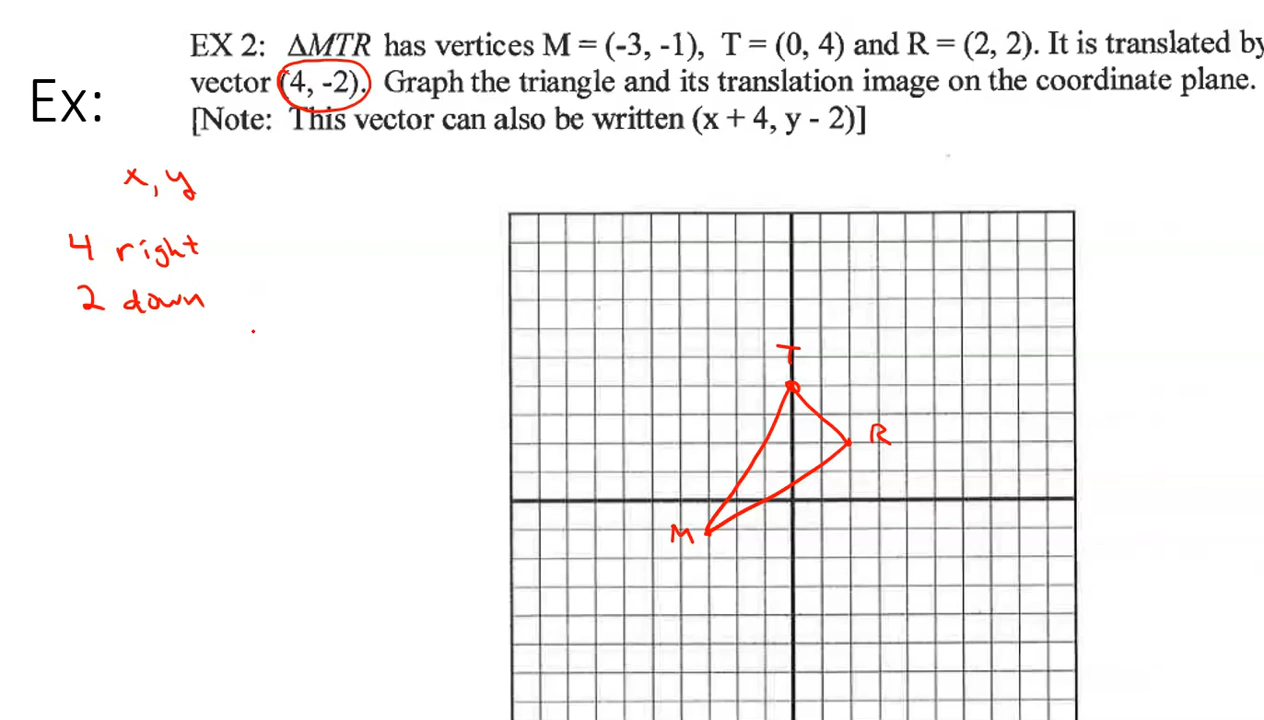 EX 2: ΔMTR has vertices M = (-3, -1), T = (0, 4) and R = (2, 2). It is translated by
vector (4, -2). Graph the triangle and its translation image on the coordinate plane.
Ex:
[Note: This vector can also be written (x + 4, y - 2)]
x, y
4 right
2 down
T
R
M